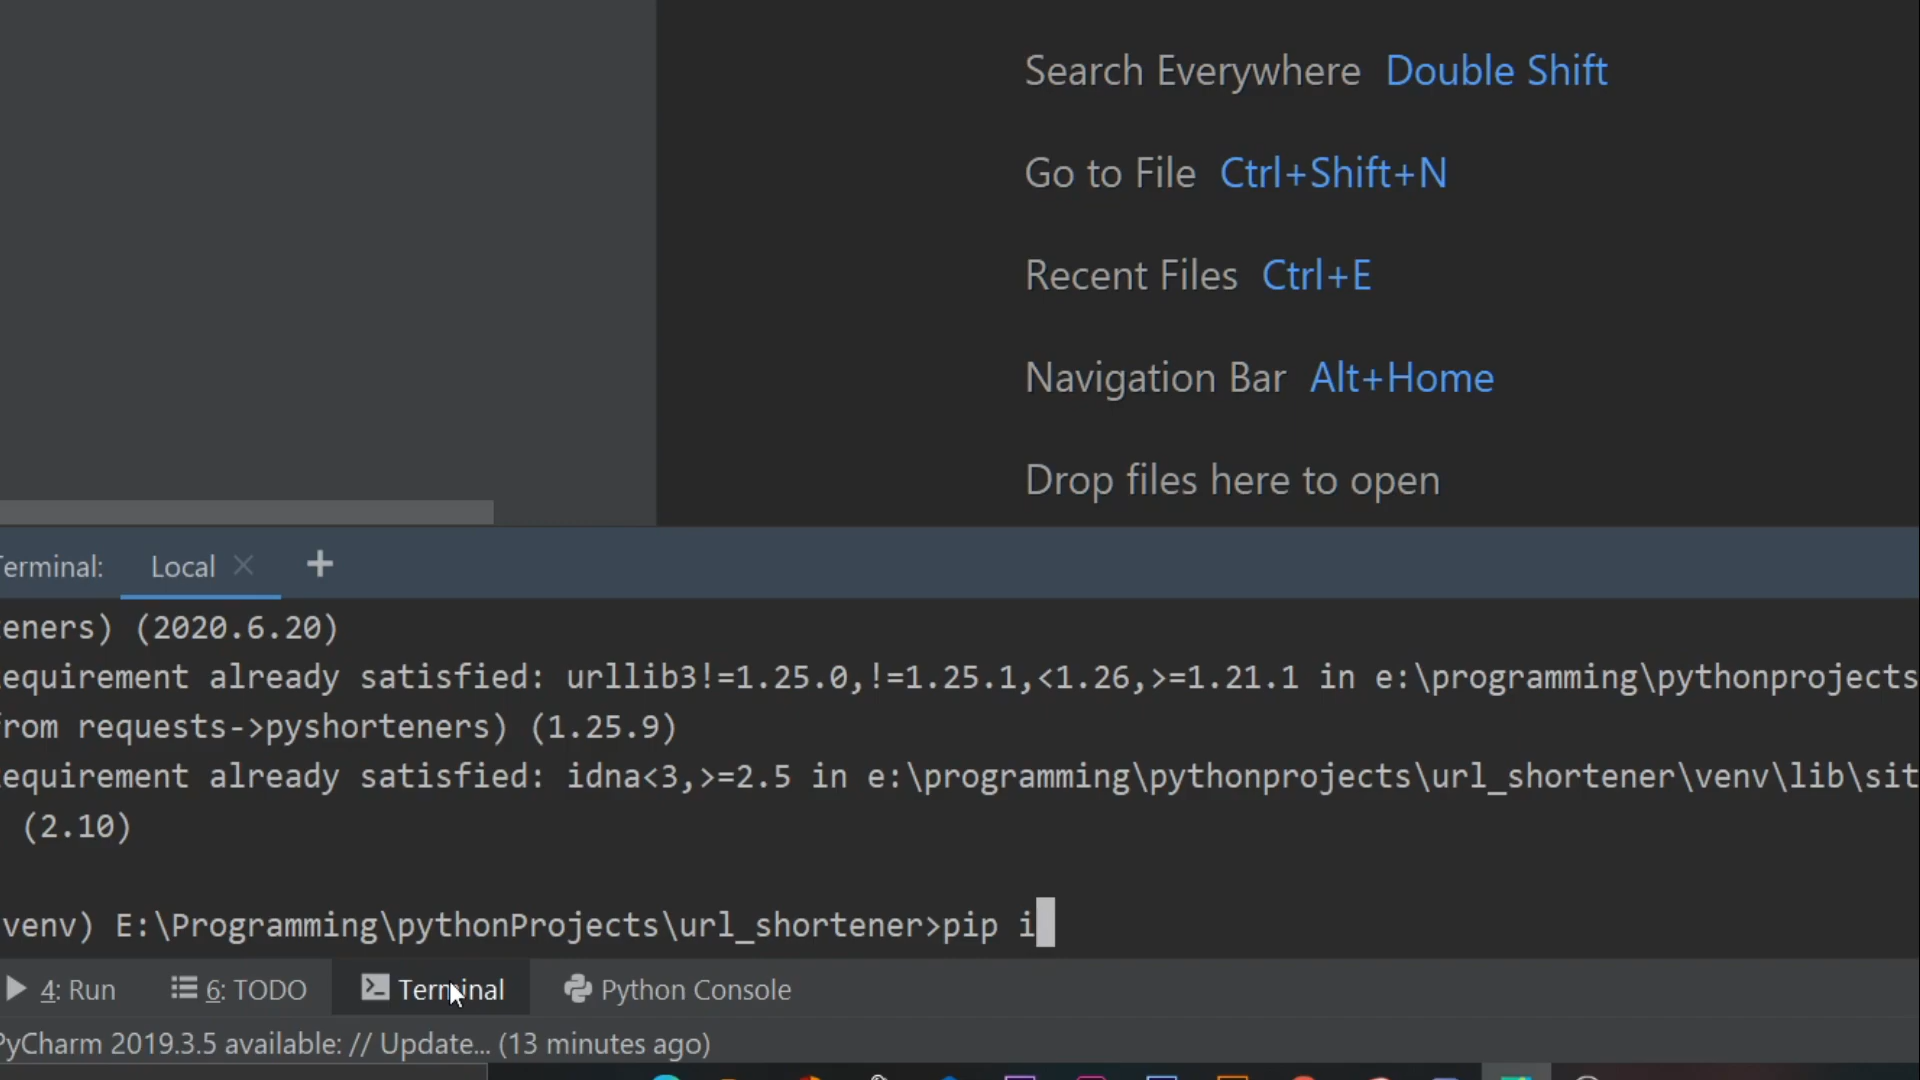 Search Everywhere Double Shift
Go to File Ctrl+Shift+N
Recent Files Ctrl+E
Navigation Bar Alt+Home
Drop files here to open
Terminal: Local × +
teners) (2020.6.20)
equirement already satisfied: urllib3!=1.25.0,!=1.25.1,<1.26,>=1.21.1 in e:\programming\pythonprojects
from requests->pyshorteners) (1.25.9)
equirement already satisfied: idna<3,>=2.5 in e:\programming\pythonprojects\url_shortener\venv\lib\sit
(2.10)
venv) E:\Programming\pythonProjects\url_shortener>pip i
4: Run 6: TODO Terminal Python Console
PyCharm 2019.3.5 available: // Update... (13 minutes ago)